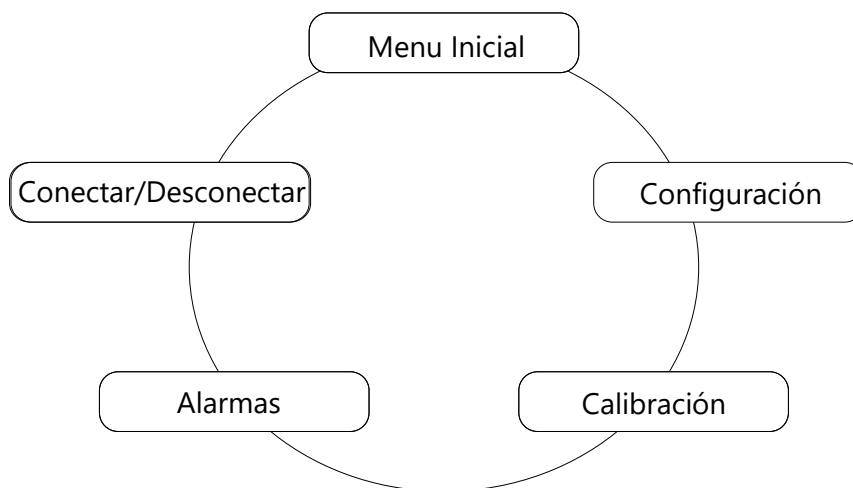 Menu Inicial
Conectar/Desconectar
Configuración
Alarmas
Calibración